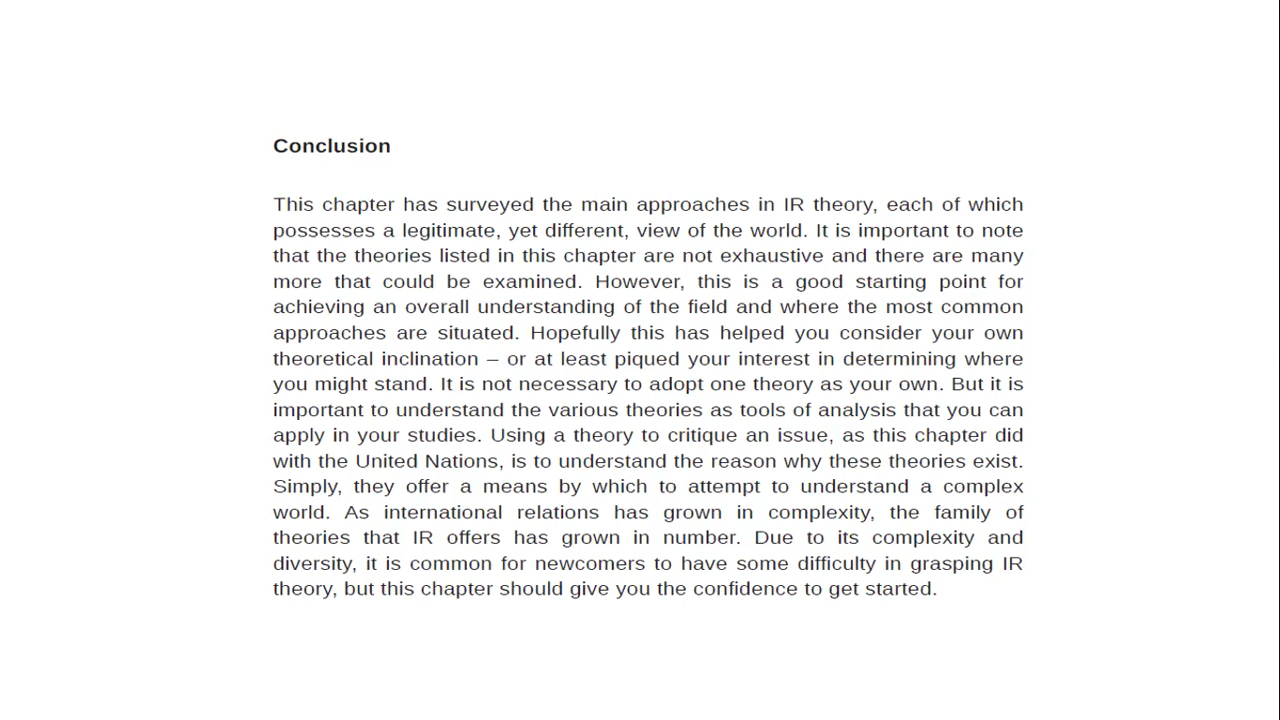 Conclusion
This chapter has surveyed the main approaches in IR theory, each of which
possesses a legitimate, yet different, view of the world. It is important to note
that the theories listed in this chapter are not exhaustive and there are many
more that could be examined. However, this is a good starting point for
achieving an overall understanding of the field and where the most common
approaches are situated. Hopefully this has helped you consider your own
theoretical inclination – or at least piqued your interest in determining where
you might stand. It is not necessary to adopt one theory as your own. But it is
important to understand the various theories as tools of analysis that you can
apply in your studies. Using a theory to critique an issue, as this chapter did
with the United Nations, is to understand the reason why these theories exist.
Simply, they offer a means by which to attempt to understand a complex
world. As international relations has grown in complexity, the family of
theories that IR offers has grown in number. Due to its complexity and
diversity, it is common for newcomers to have some difficulty in grasping IR
theory, but this chapter should give you the confidence to get started.